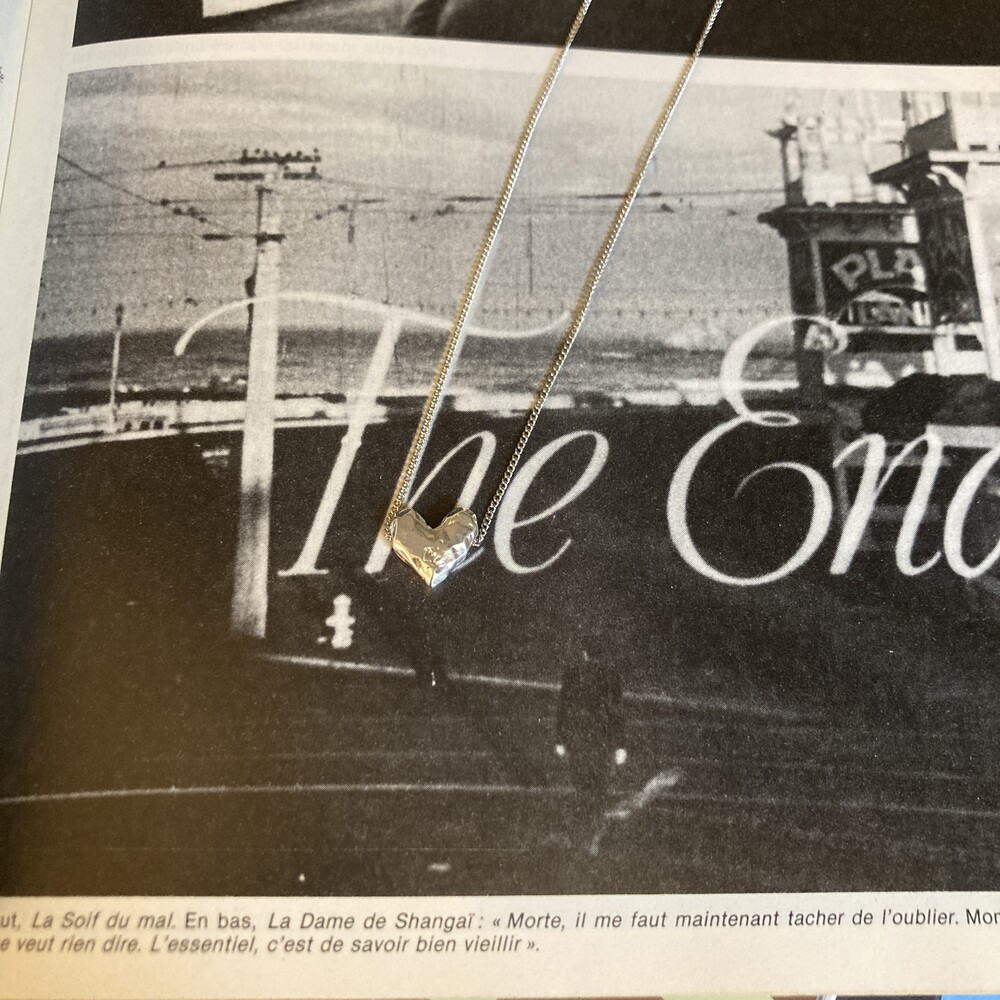 PLA
The End
ut, La Soif du mal. En bas, La Dame de Shangaï : « Morte, il me faut maintenant tacher de l'oublier. Mor
e veut rien dire. L'essentiel, c'est de savoir bien vieillir ».